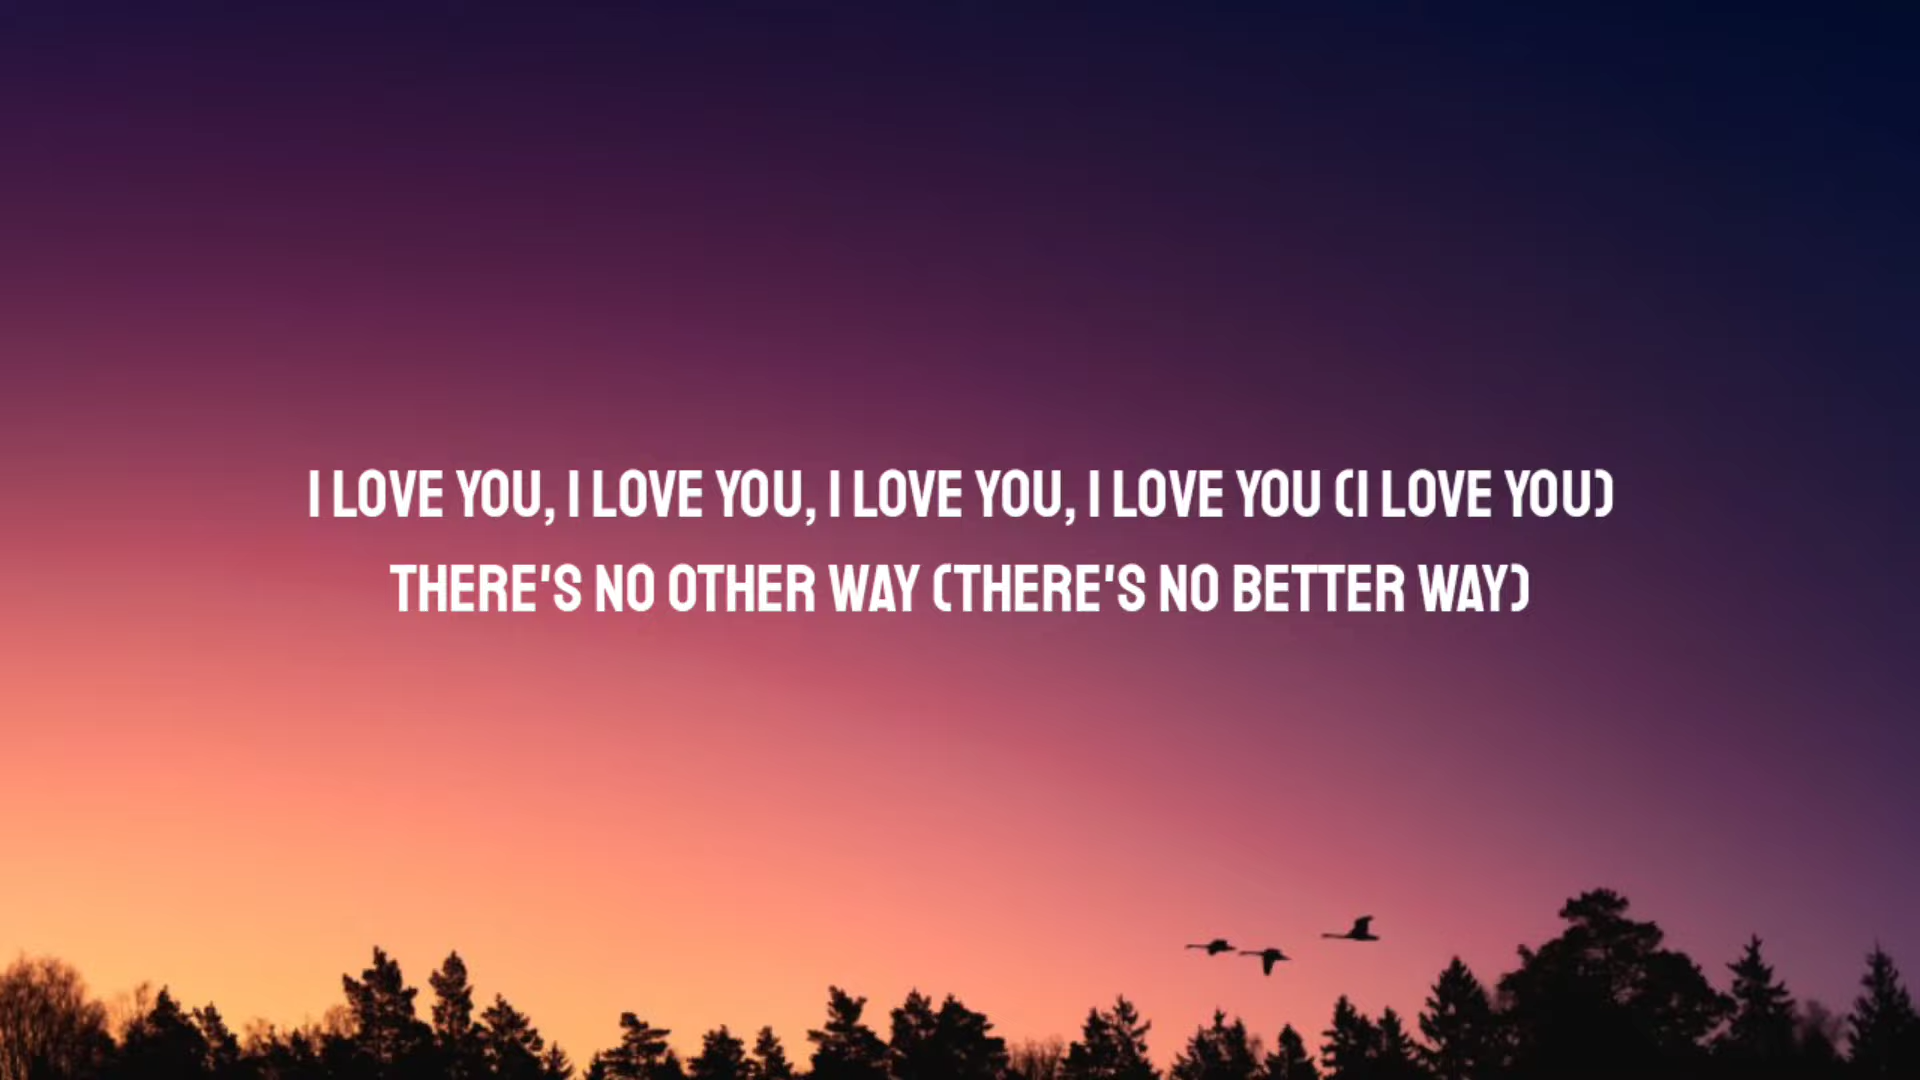 I LOVE YOU, I LOVE YOU, I LOVE YOU, I LOVE YOU (I LOVE YOU)
THERE'S NO OTHER WAY (THERE'S NO BETTER WAY)